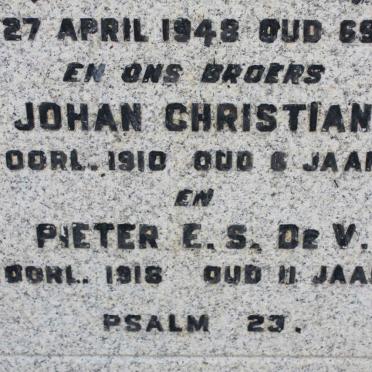 27 APRIL 1948 OUD 69
EN ONS BROERS
JOHAN CHRISTIAN
OORL. 1910 OUD 6 JAAR
EN
PIETER E. S. DE V.
OORL. 1918 OUD 11 JAAR
PSALM 23.